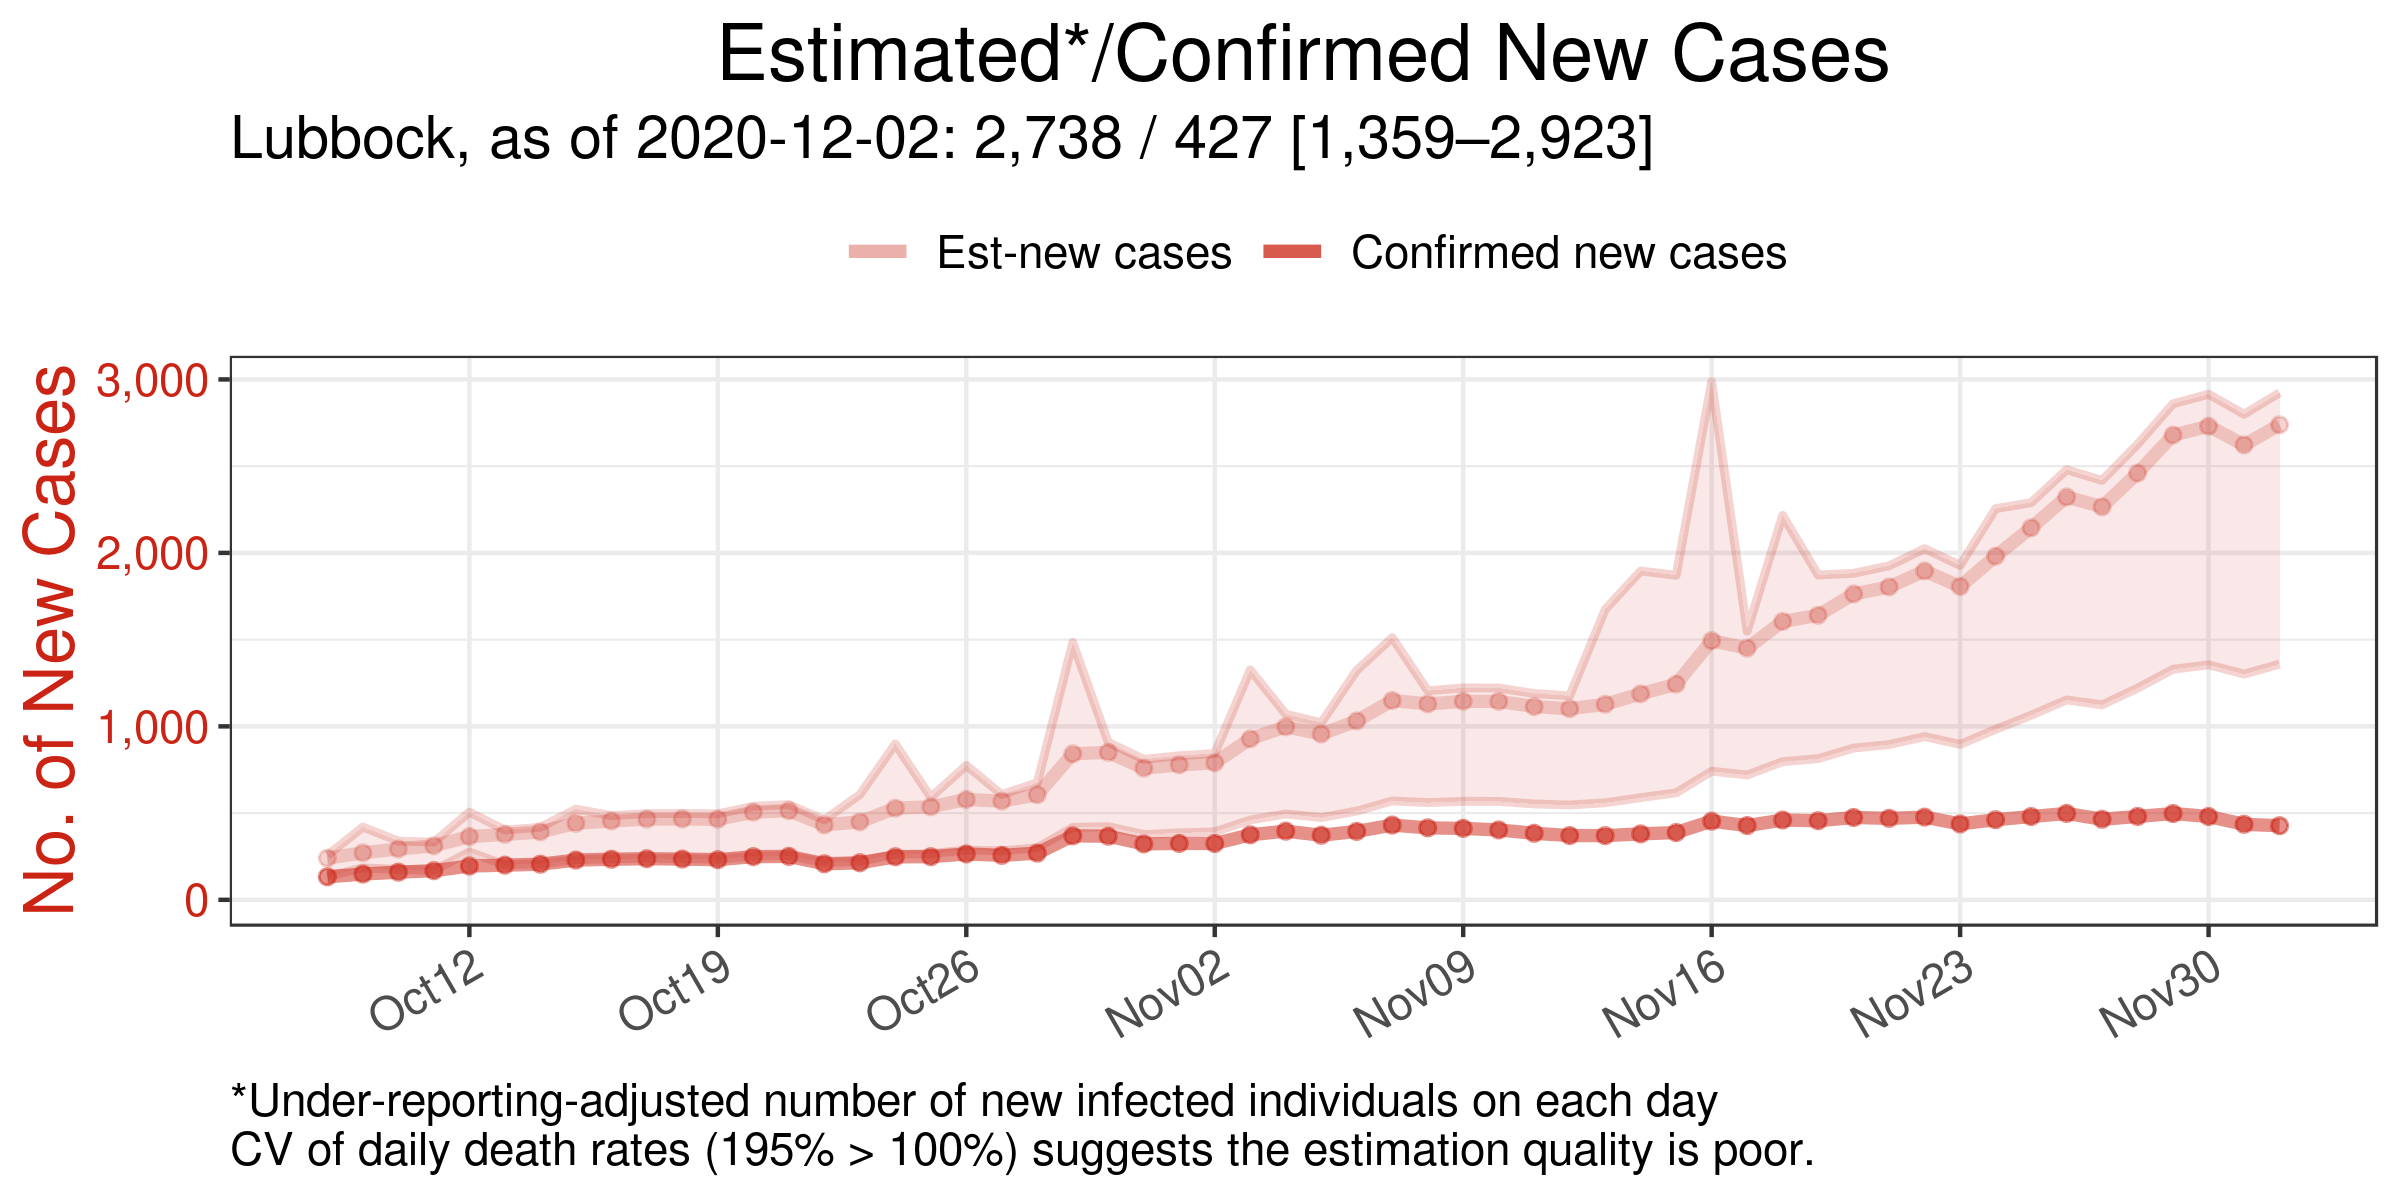 Estimated*/Confirmed New Cases
Lubbock, as of 2020-12-02: 2,738 / 427 [1,359–2,923]
Est-new cases
Confirmed new cases
No. of New Cases
3,000
2,000
1,000
0
Oct12
Oct19
Oct26
Nov02
Nov09
Nov16
Nov23
Nov30
*Under-reporting-adjusted number of new infected individuals on each day
CV of daily death rates (195% > 100%) suggests the estimation quality is poor.